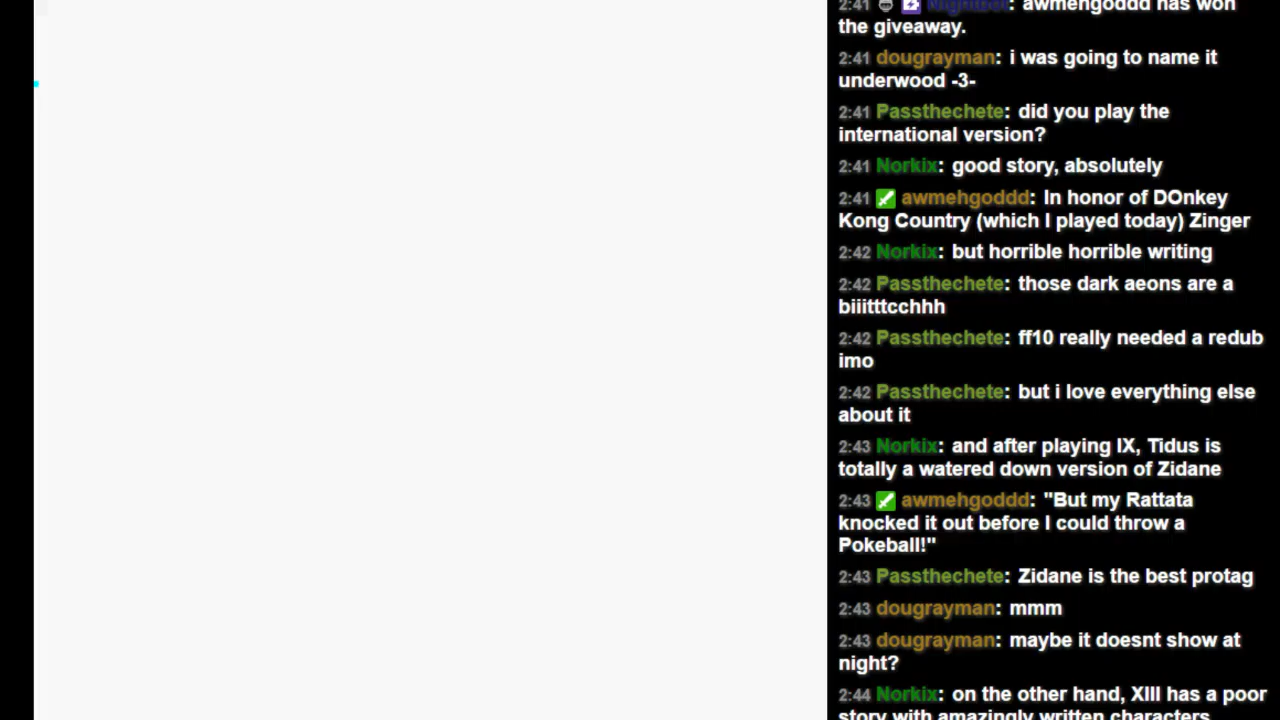 2:41 Nightbot: awmehgoddd has won
the giveaway.
2:41 dougrayman: i was going to name it
underwood -3-
2:41 Passthechete: did you play the
international version?
2:41 Norkix: good story, absolutely
2:41 awmehgoddd: In honor of DOnkey
Kong Country (which I played today) Zinger
2:42 Norkix: but horrible horrible writing
2:42 Passthechete: those dark aeons are a
biiitttcchhh
2:42 Passthechete: ff10 really needed a redub
imo
2:42 Passthechete: but i love everything else
about it
2:43 Norkix: and after playing IX, Tidus is
totally a watered down version of Zidane
2:43 awmehgoddd: "But my Rattata
knocked it out before I could throw a
Pokeball!"
2:43 Passthechete: Zidane is the best protag
2:43 dougrayman: mmm
2:43 dougrayman: maybe it doesnt show at
night?
2:44 Norkix: on the other hand, XIII has a poor
story with amazingly written characters